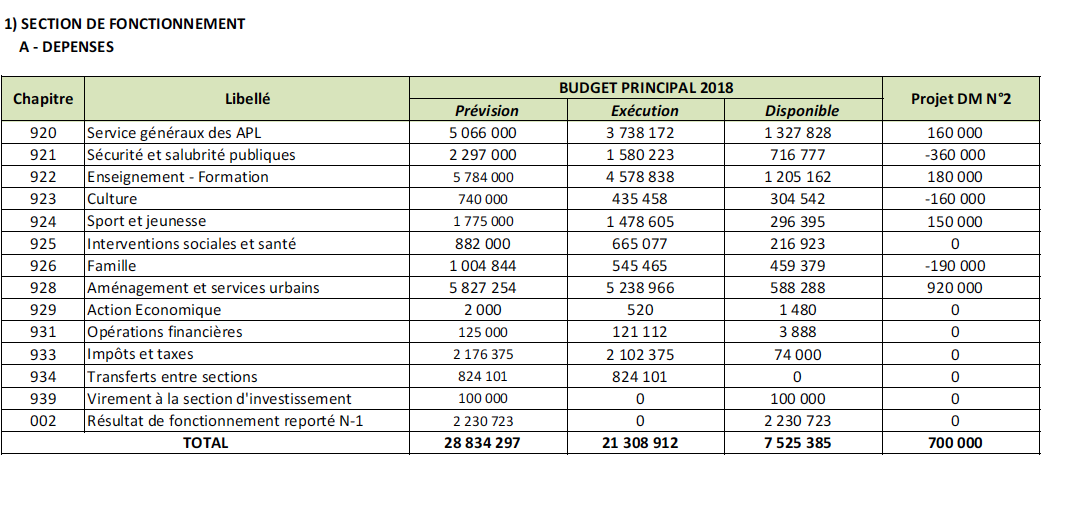 1) SECTION DE FONCTIONNEMENT
A - DEPENSES
Chapitre Libellé BUDGET PRINCIPAL 2018 Projet DM N°2
Prévision Exécution Disponible
920 Service généraux des APL 5 066 000 3 738 172 1 327 828 160 000
921 Sécurité et salubrité publiques 2 297 000 1 580 223 716 777 -360 000
922 Enseignement - Formation 5 784 000 4 578 838 1 205 162 180 000
923 Culture 740 000 435 458 304 542 -160 000
924 Sport et jeunesse 1 775 000 1 478 605 296 395 150 000
925 Interventions sociales et santé 882 000 665 077 216 923 0
926 Famille 1 004 844 545 465 459 379 -190 000
928 Aménagement et services urbains 5 827 254 5 238 966 588 288 920 000
929 Action Economique 2 000 520 1 480 0
931 Opérations financières 125 000 121 112 3 888 0
933 Impôts et taxes 2 176 375 2 102 375 74 000 0
934 Transferts entre sections 824 101 824 101 0 0
939 Virement à la section d'investissement 100 000 0 100 000 0
002 Résultat de fonctionnement reporté N-1 2 230 723 0 2 230 723 0
TOTAL 28 834 297 21 308 912 7 525 385 700 000